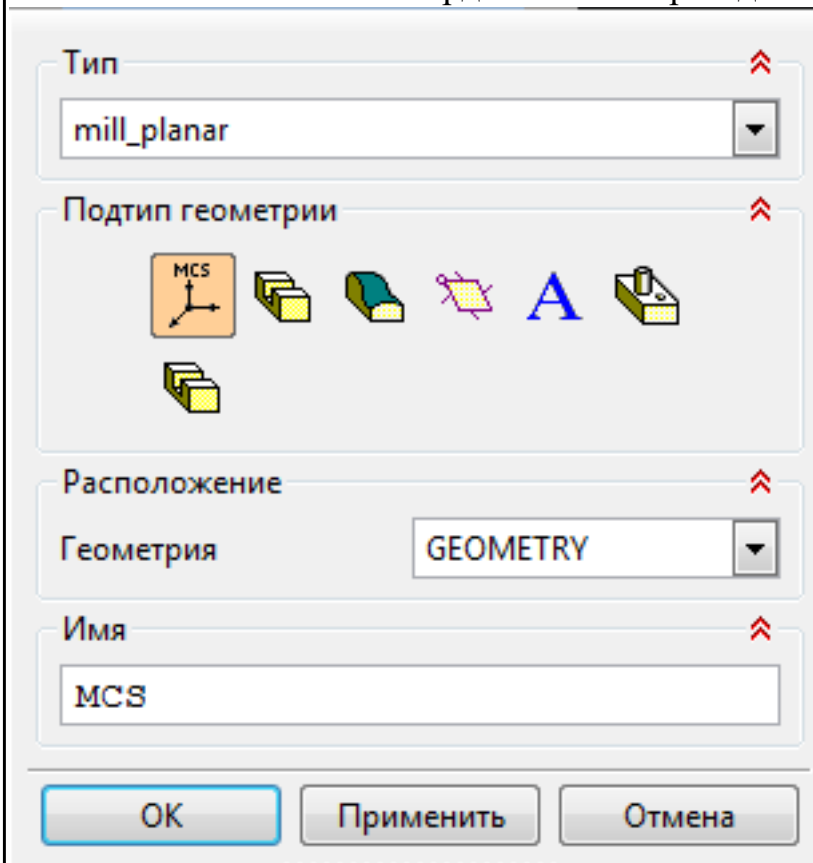 Тип
mill_planar
Подтип геометрии
MCS
A
Расположение
Геометрия GEOMETRY
Имя
MCS
OK Применить Отмена